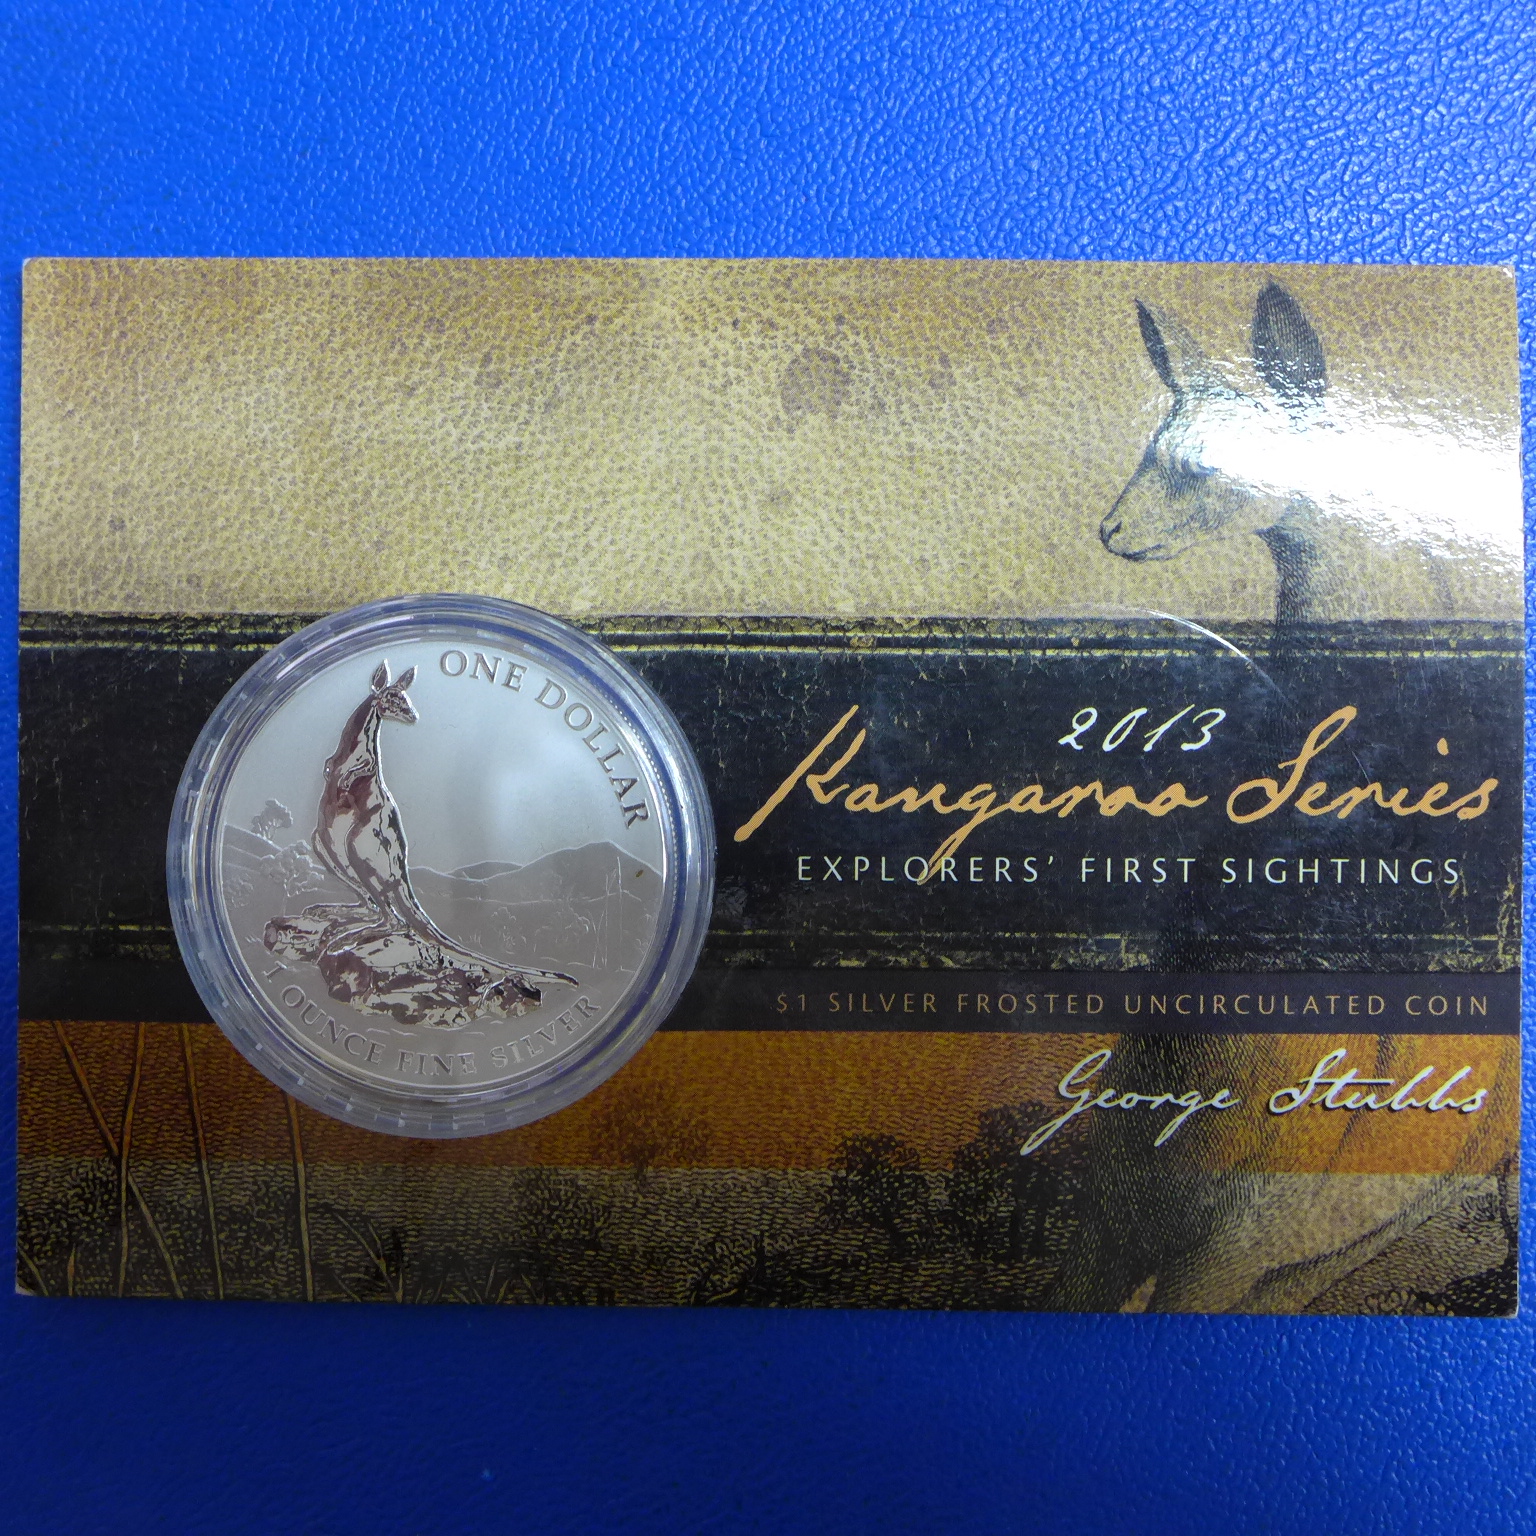 ONE DOLLAR
1 OUNCE FINE SILVER
2013
Kangaroo Series
EXPLORERS' FIRST SIGHTINGS
$1 SILVER FROSTED UNCIRCULATED COIN
George Stubbs